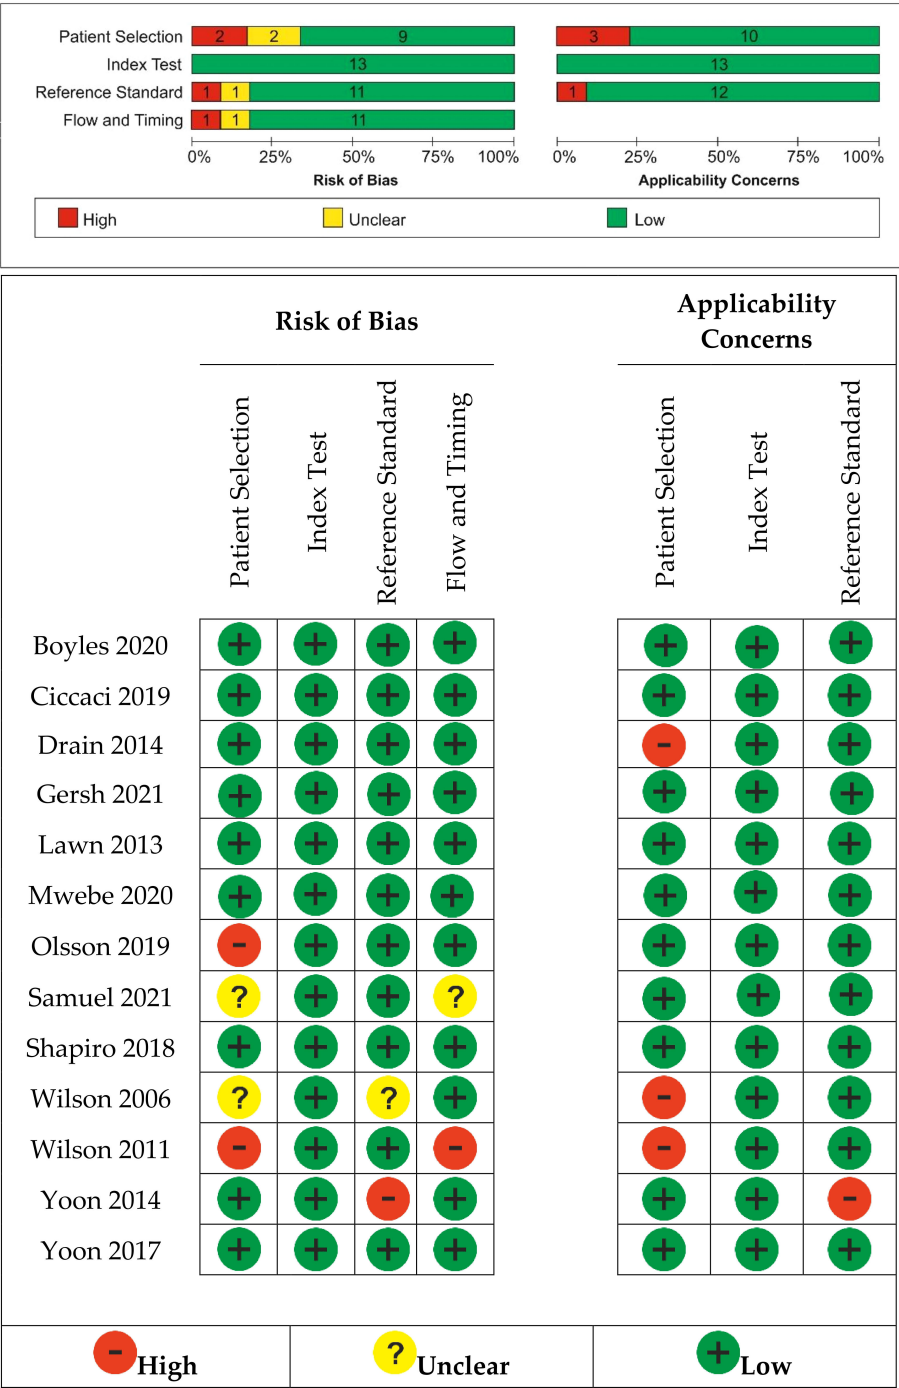 Patient Selection 2 2 9 3 10
Index Test 13 13
Reference Standard 1 1 11 1 12
Flow and Timing 1 1 11
0% 25% 50% 75% 100% 0% 25% 50% 75% 100%
Risk of Bias Applicability Concerns
High Unclear Low
Risk of Bias
Applicability
Concerns
Patient Selection
Index Test
Reference Standard
Flow and Timing
Patient Selection
Index Test
Reference Standard
Boyles 2020 + + + + + + +
Ciccaci 2019 + + + + + + +
Drain 2014 + + + + - + +
Gersh 2021 + + + + + + +
Lawn 2013 + + + + + + +
Mwebe 2020 + + + + + + +
Olsson 2019 - + + + + + +
Samuel 2021 ? + + ? + + +
Shapiro 2018 + + + + + + +
Wilson 2006 ? + ? + - + +
Wilson 2011 - + + - - + +
Yoon 2014 + + - + + + -
Yoon 2017 + + + + + + +
- High ? Unclear + Low